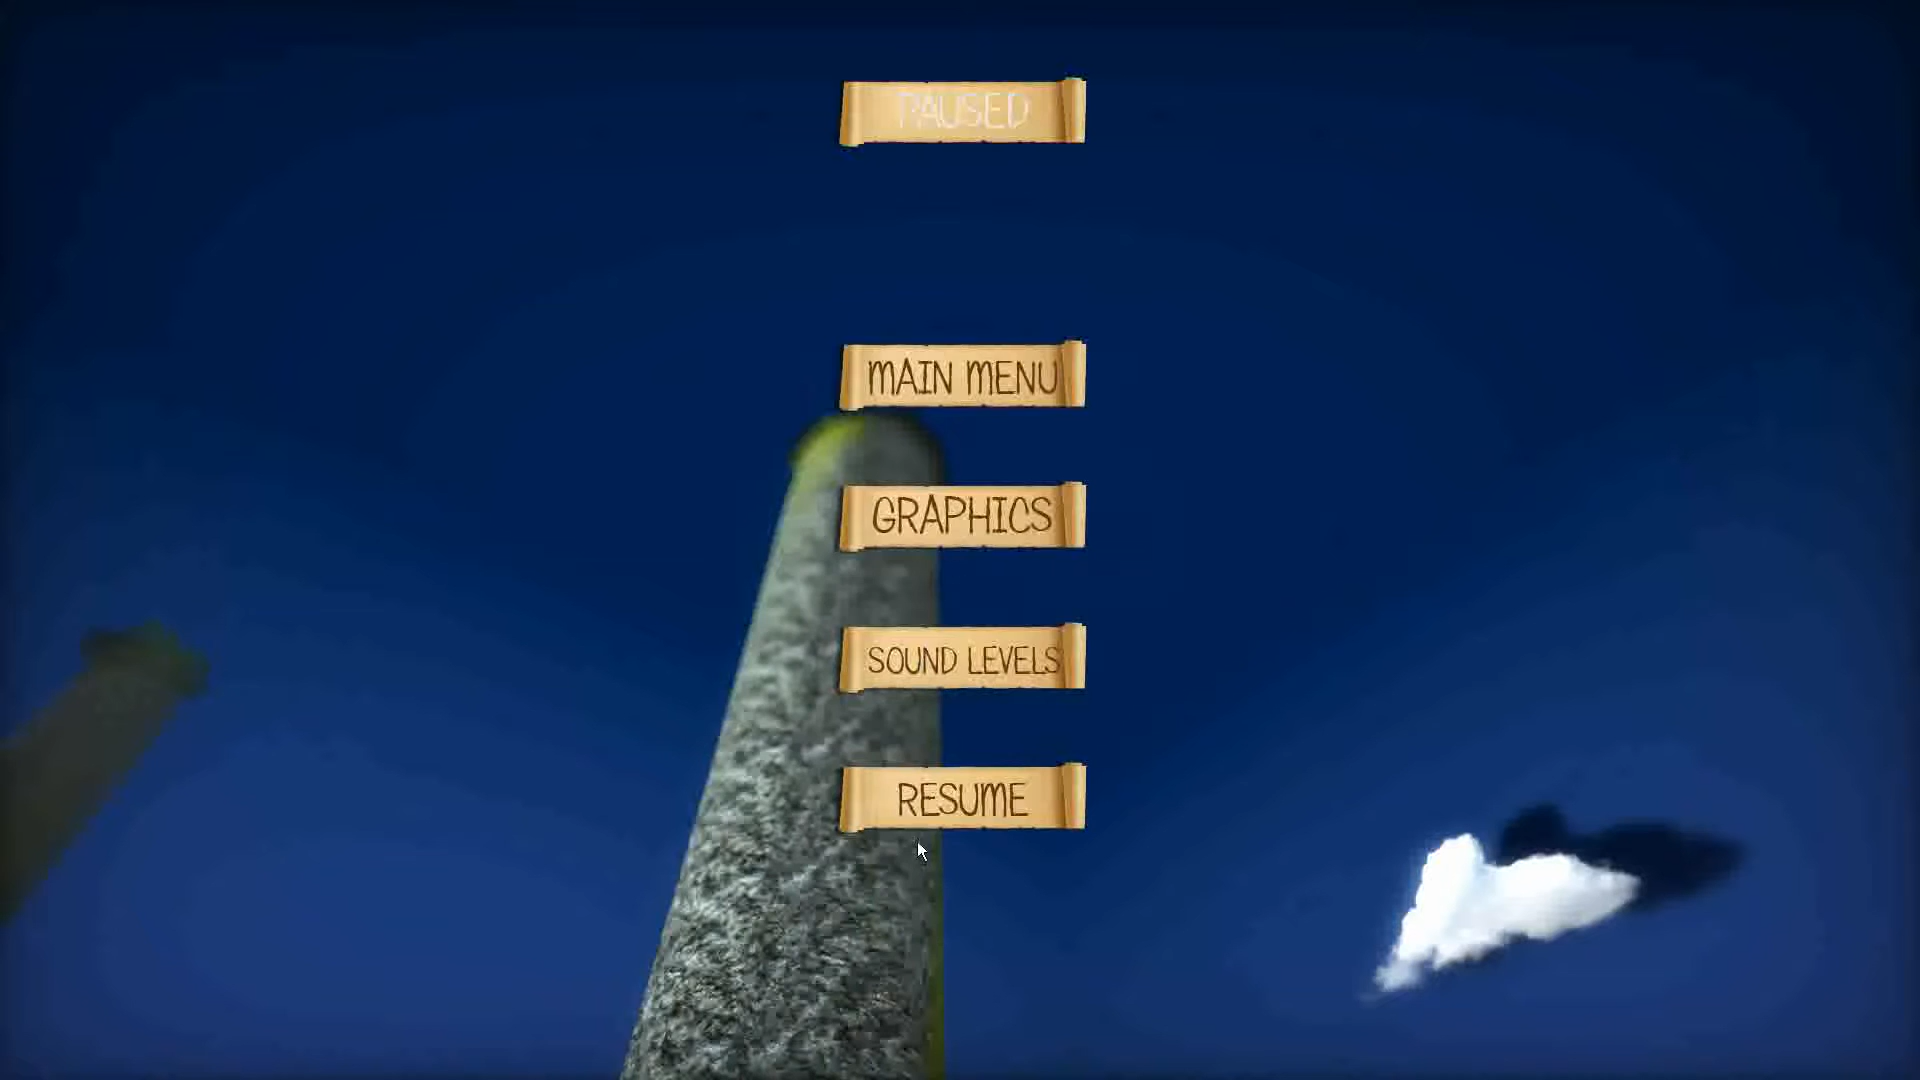 PAUSED
MAIN MENU
GRAPHICS
SOUND LEVELS
RESUME